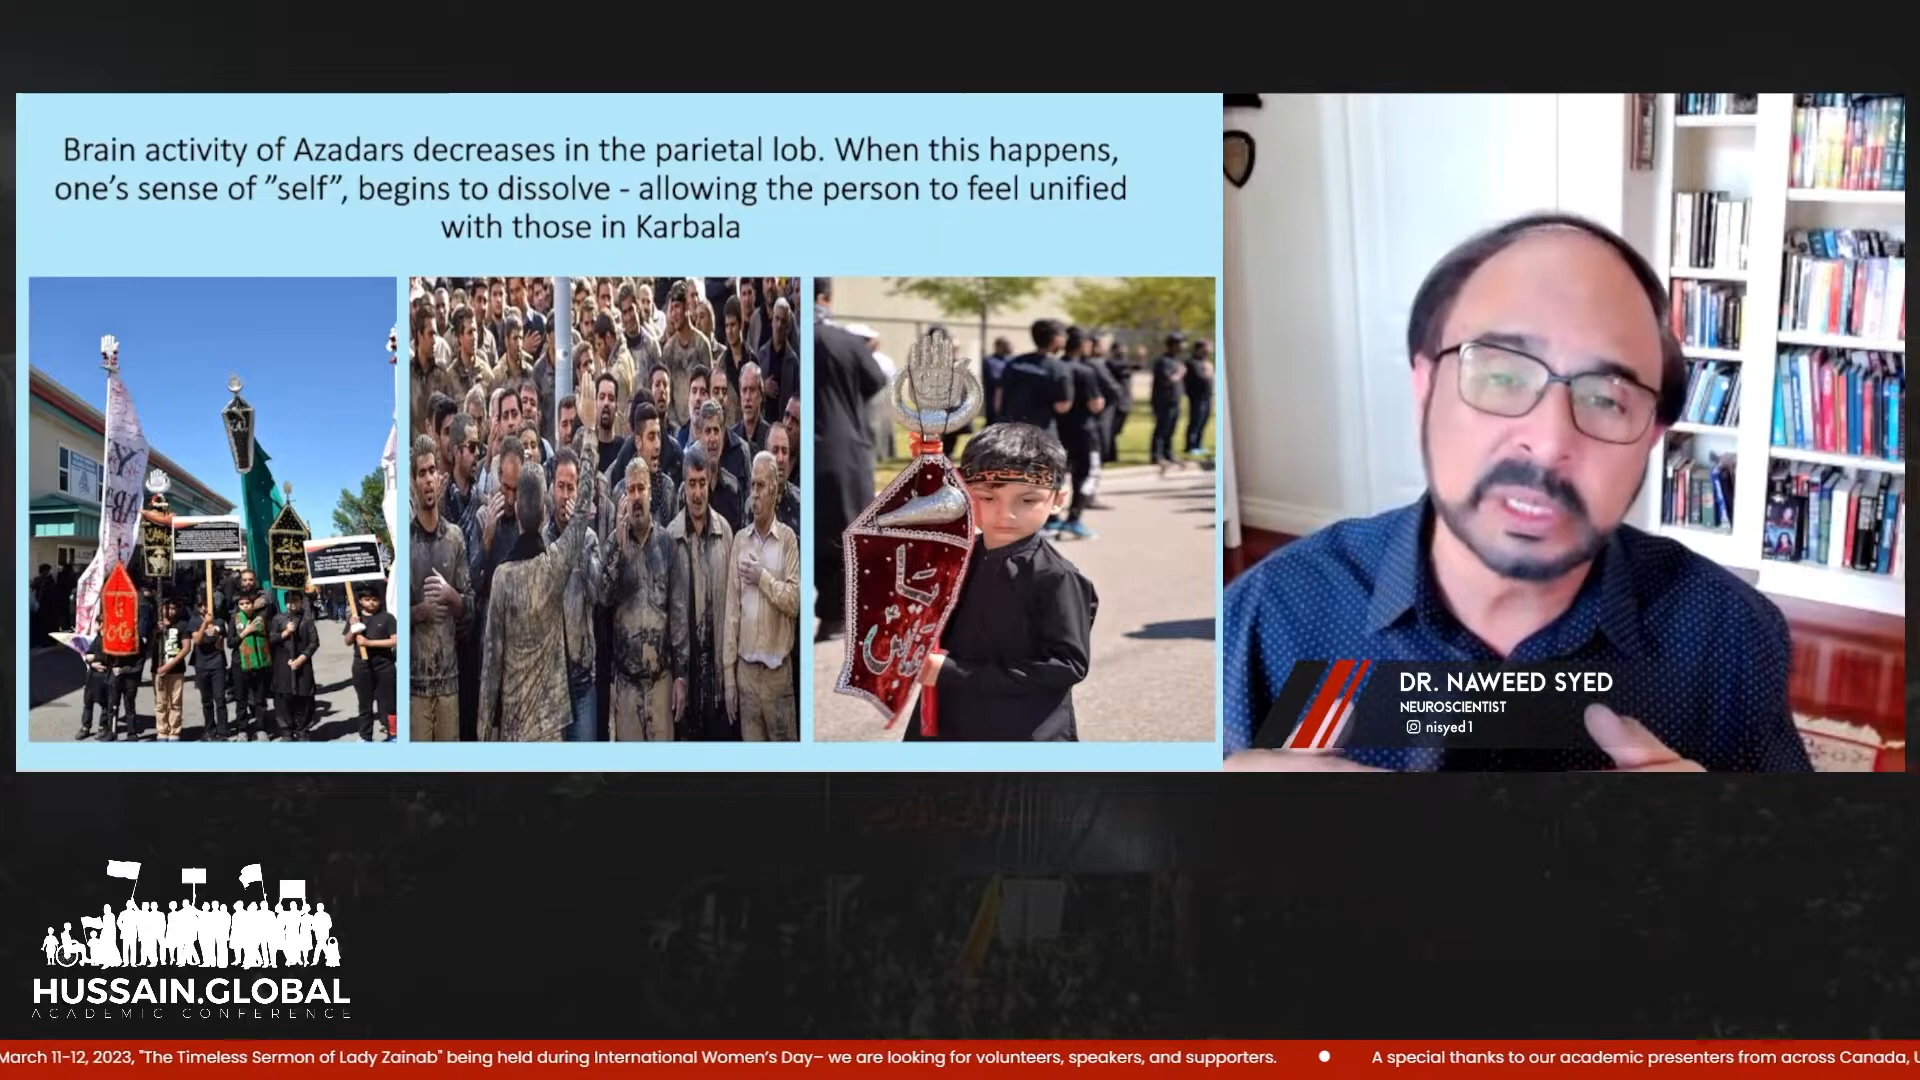 Brain activity of Azadars decreases in the parietal lob. When this happens,
one's sense of ”self”, begins to dissolve - allowing the person to feel unified
with those in Karbala
DR. NAWEED SYED
NEUROSCIENTIST
nisyed1
HUSSAIN.GLOBAL
ACADEMIC CONFERENCE
March 11-12, 2023, "The Timeless Sermon of Lady Zainab" being held during International Women's Day– we are looking for volunteers, speakers, and supporters. ● A special thanks to our academic presenters from across Canada, U